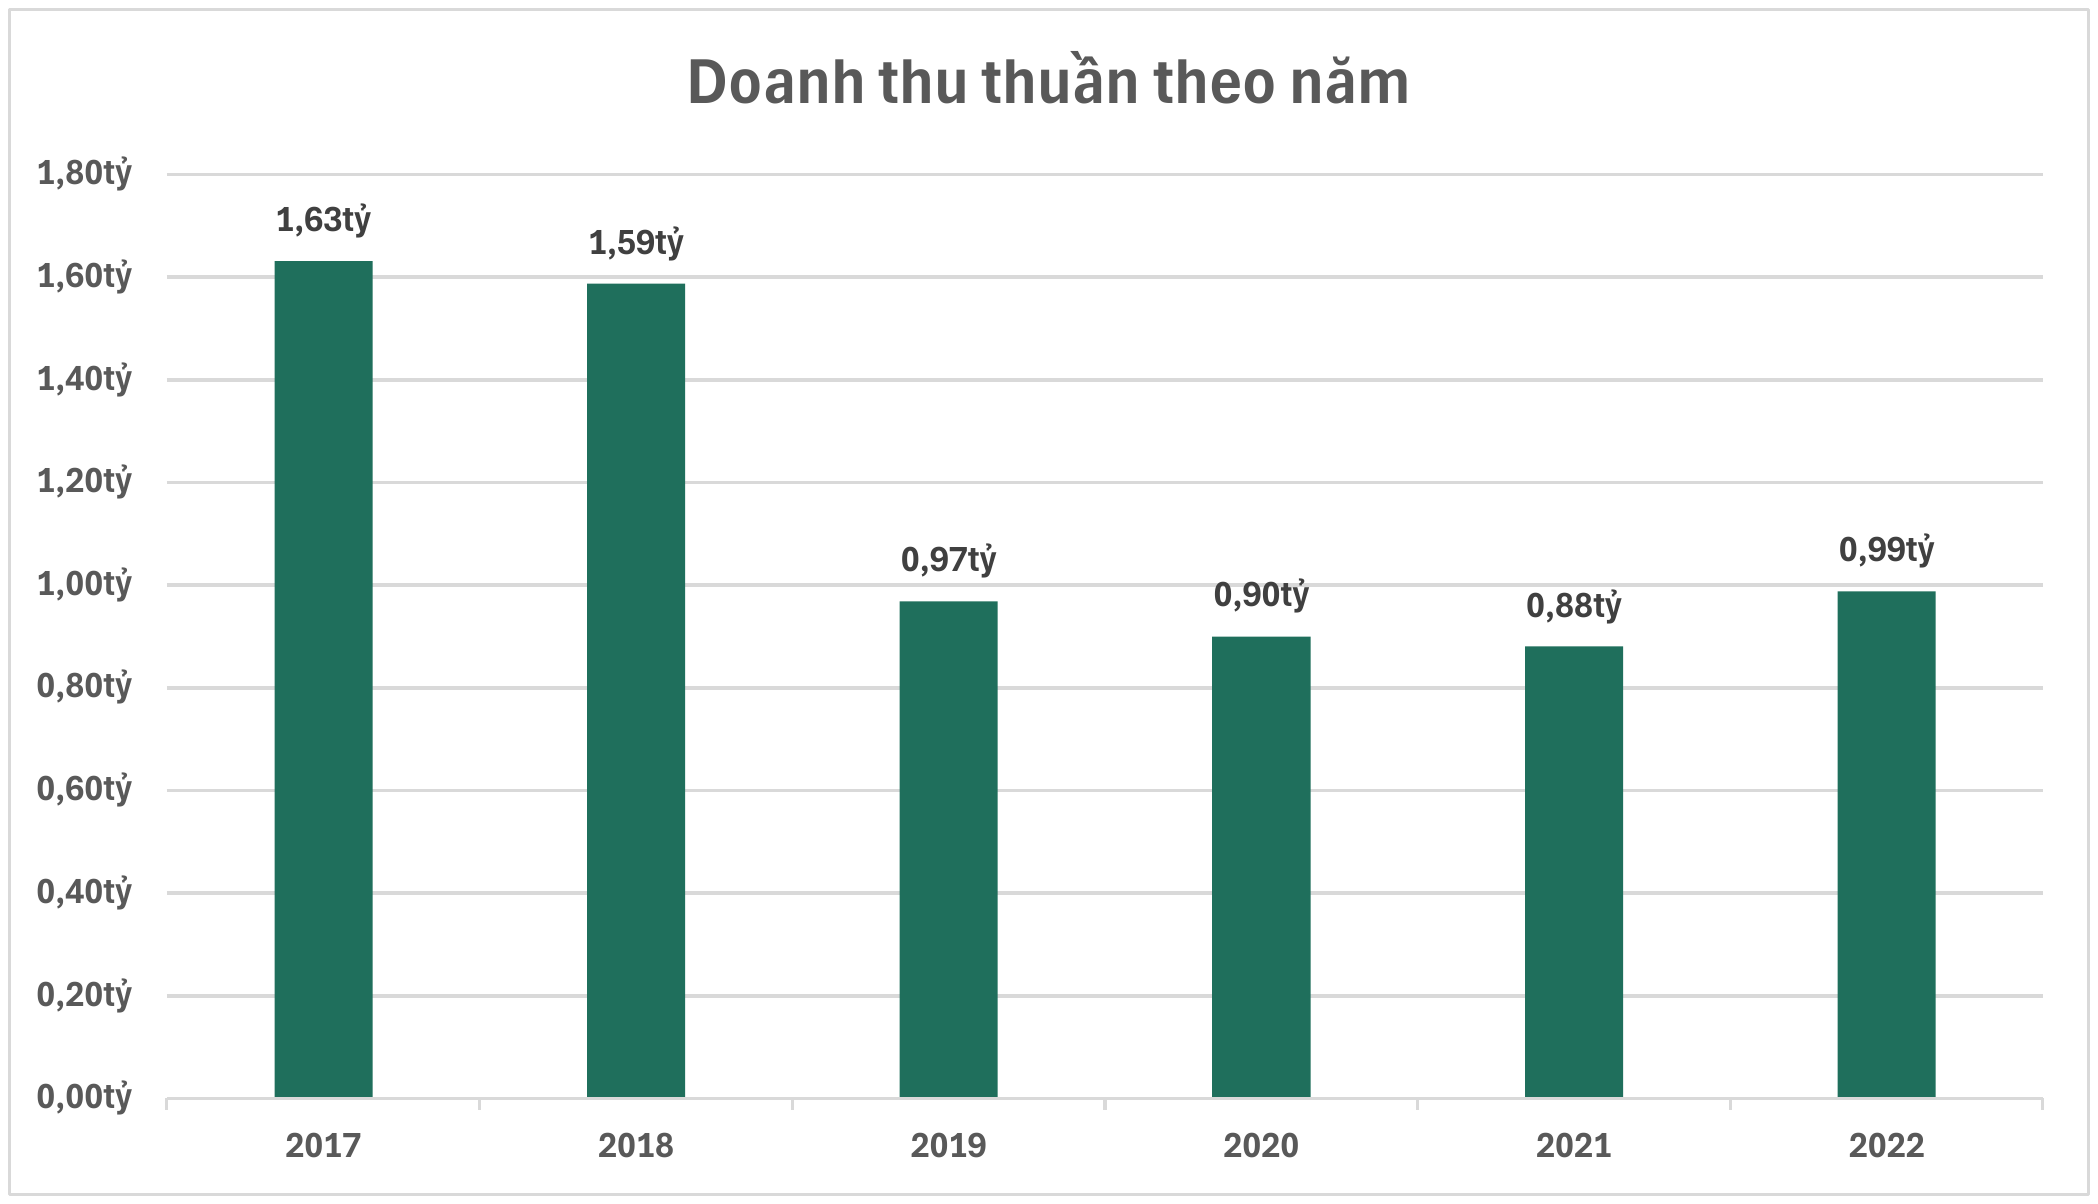 Doanh thu thuần theo năm
1,80tỷ
1,60tỷ
1,40tỷ
1,20tỷ
1,00tỷ
0,80tỷ
0,60tỷ
0,40tỷ
0,20tỷ
0,00tỷ
1,63tỷ
1,59tỷ
0,97tỷ
0,90tỷ
0,88tỷ
0,99tỷ
2017
2018
2019
2020
2021
2022